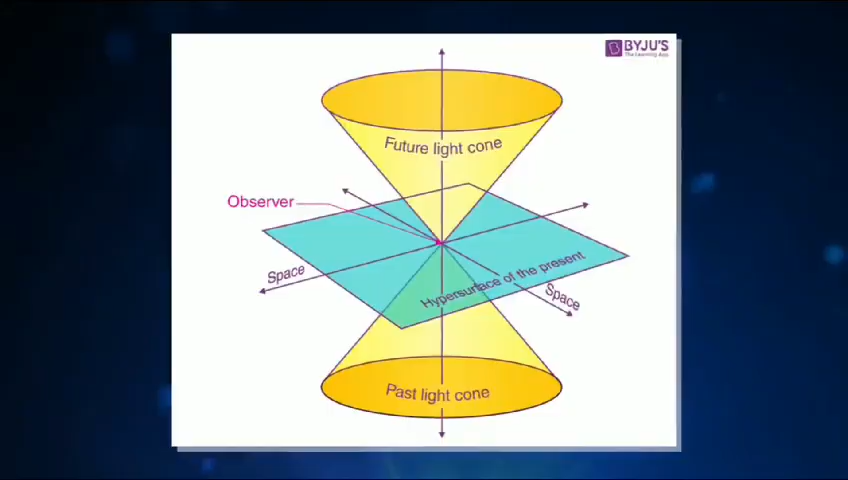 BYJU'S
The Learning App
Future light cone
Observer
Space
Hypersurface of the present
Space
Past light cone